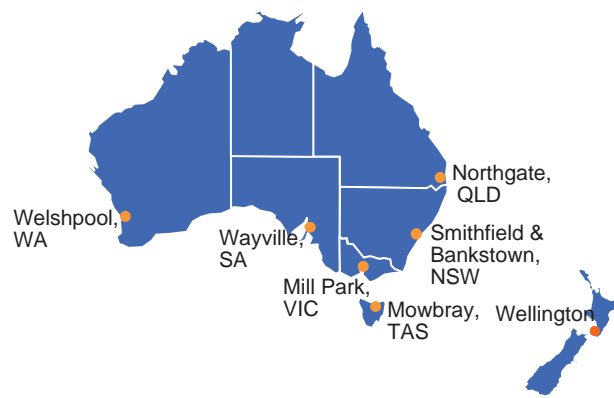 Northgate,
QLD
Welshpool,
WA
Wayville,
SA
Smithfield &
Bankstown,
NSW
Mill Park,
VIC
Mowbray,
TAS
Wellington